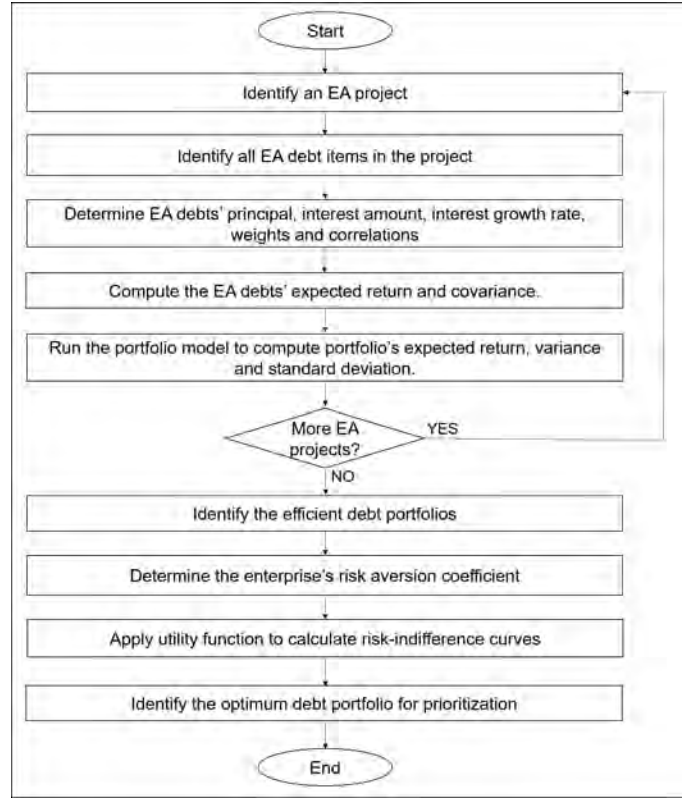 Start
Identify an EA project
Identify all EA debt items in the project
Determine EA debts' principal, interest amount, interest growth rate,
weights and correlations
Compute the EA debts' expected return and covariance.
Run the portfolio model to compute portfolio's expected return, variance
and standard deviation.
More EA
projects?
YES
NO
Identify the efficient debt portfolios
Determine the enterprise's risk aversion coefficient
Apply utility function to calculate risk-indifference curves
Identify the optimum debt portfolio for prioritization
End